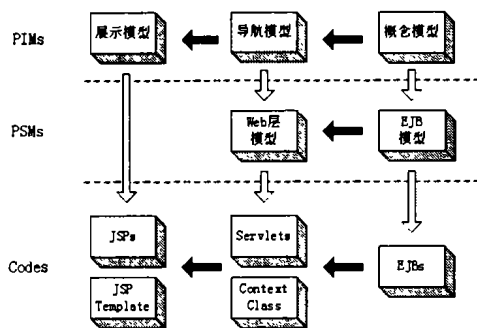 PIMs
展示模型
导航模型
概念模型
PSMs
Web层
模型
EJB
模型
Codes
JSPs
Servlets
EJBs
JSP
Template
Context
Class